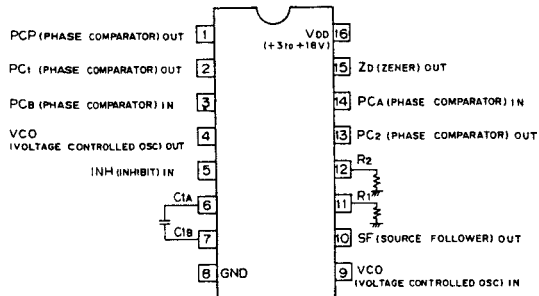 PCP (PHASE COMPARATOR) OUT
1
PC1 (PHASE COMPARATOR) OUT
2
PCB (PHASE COMPARATOR) IN
3
VCO
(VOLTAGE CONTROLLED OSC) OUT
4
INH (INHIBIT) IN
5
C1A
6
C1B
7
8
GND
VDD
(+3 to +18V)
16
15
ZD (ZENER) OUT
14
PCA (PHASE COMPARATOR) IN
13
PC2 (PHASE COMPARATOR) OUT
12
R2
11
R1
10
SF (SOURCE FOLLOWER) OUT
9
VCO
(VOLTAGE CONTROLLED OSC) IN